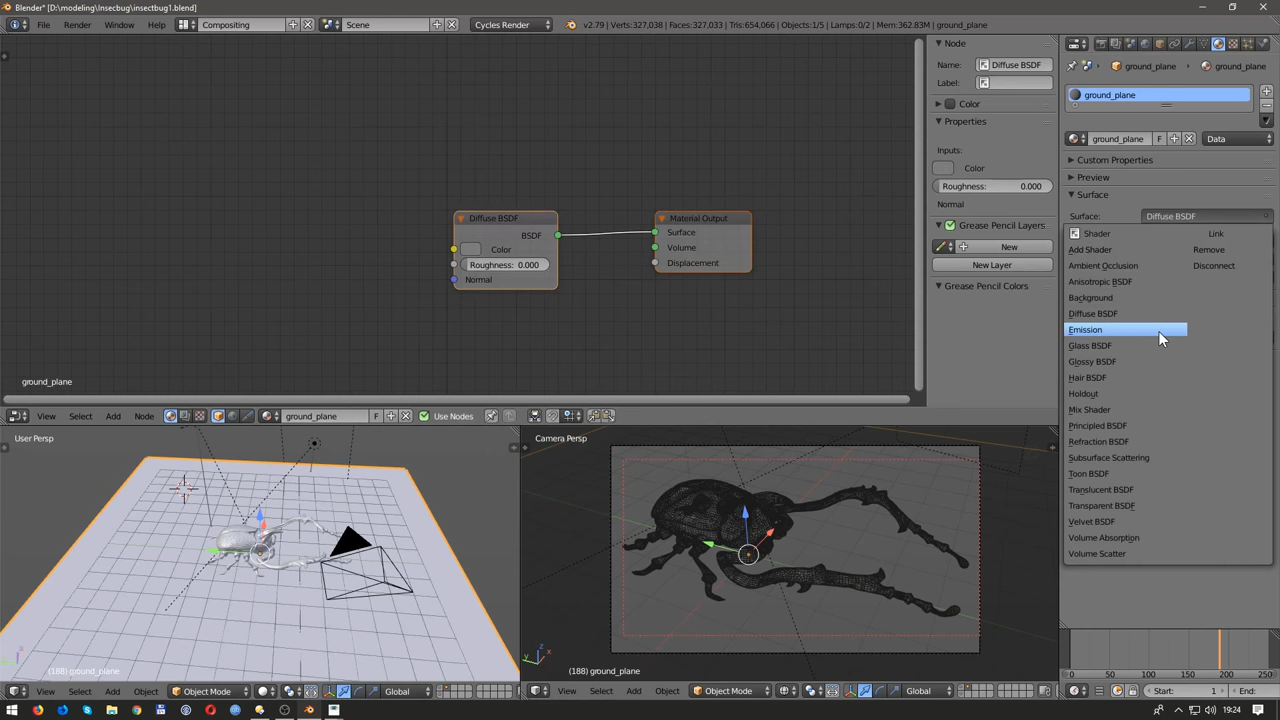 Blender* [D:\modeling\Insecbug\insectbug1.blend]
File Render Window Help Compositing Scene Cycles Render v2.79 | Verts:327,038 | Faces:327,033 | Tris:654,066 | Objects:1/5 | Lamps:0/2 | Mem:362.83M | ground_plane
Node
Name: Diffuse BSDF
Label:
Color
Properties
Inputs:
Color
Roughness: 0.000
Normal
Grease Pencil Layers
New
New Layer
Grease Pencil Colors
Diffuse BSDF
BSDF
Color
Roughness: 0.000
Normal
Material Output
Surface
Volume
Displacement
ground_plane
ground_plane ground_plane
ground_plane
ground_plane F Data
Custom Properties
Preview
Surface
Surface: Diffuse BSDF
Shader Link
Add Shader Remove
Ambient Occlusion Disconnect
Anisotropic BSDF
Background
Diffuse BSDF
Emission
Glass BSDF
Glossy BSDF
Hair BSDF
Holdout
Mix Shader
Principled BSDF
Refraction BSDF
Subsurface Scattering
Toon BSDF
Translucent BSDF
Transparent BSDF
Velvet BSDF
Volume Absorption
Volume Scatter
View Select Add Node ground_plane F Use Nodes
User Persp
(188) ground_plane
Camera Persp
(188) ground_plane
0 50 100 150 200 250
View Select Add Object Object Mode Global
View Select Add Object Object Mode Global
Start: 1 End:
19:24